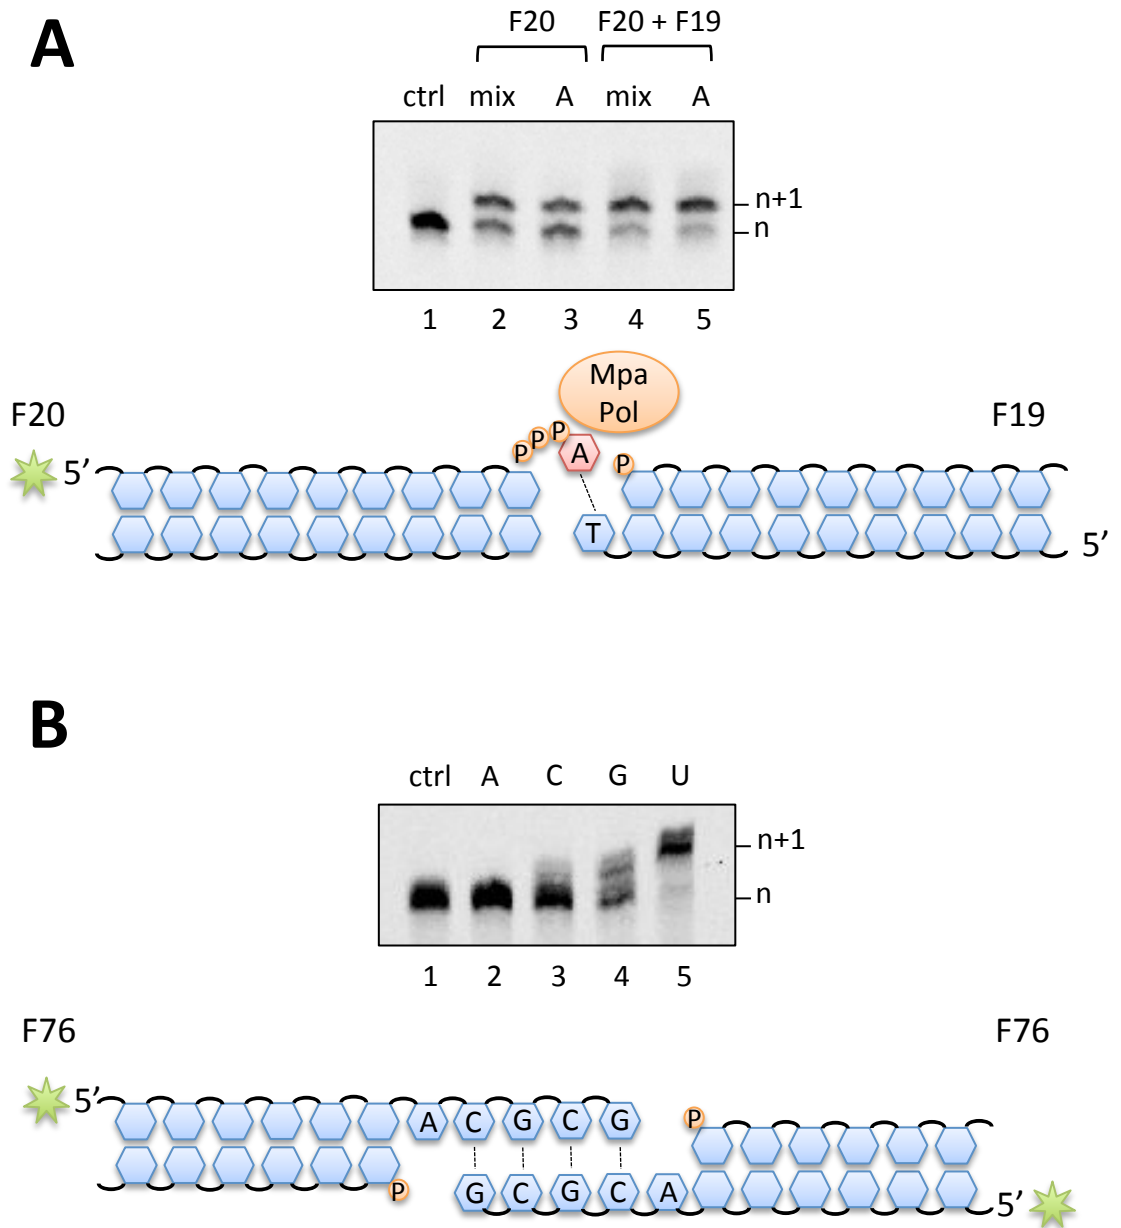 A
F20 F20 + F19
ctrl mix A mix A
n+1
n
1 2 3 4 5
Mpa
Pol
F20 F19
P P P A P
5’
T
5’
B
ctrl A C G U
n+1
n
1 2 3 4 5
F76 F76
5’ P
A C G C G
P G C G C A 5’